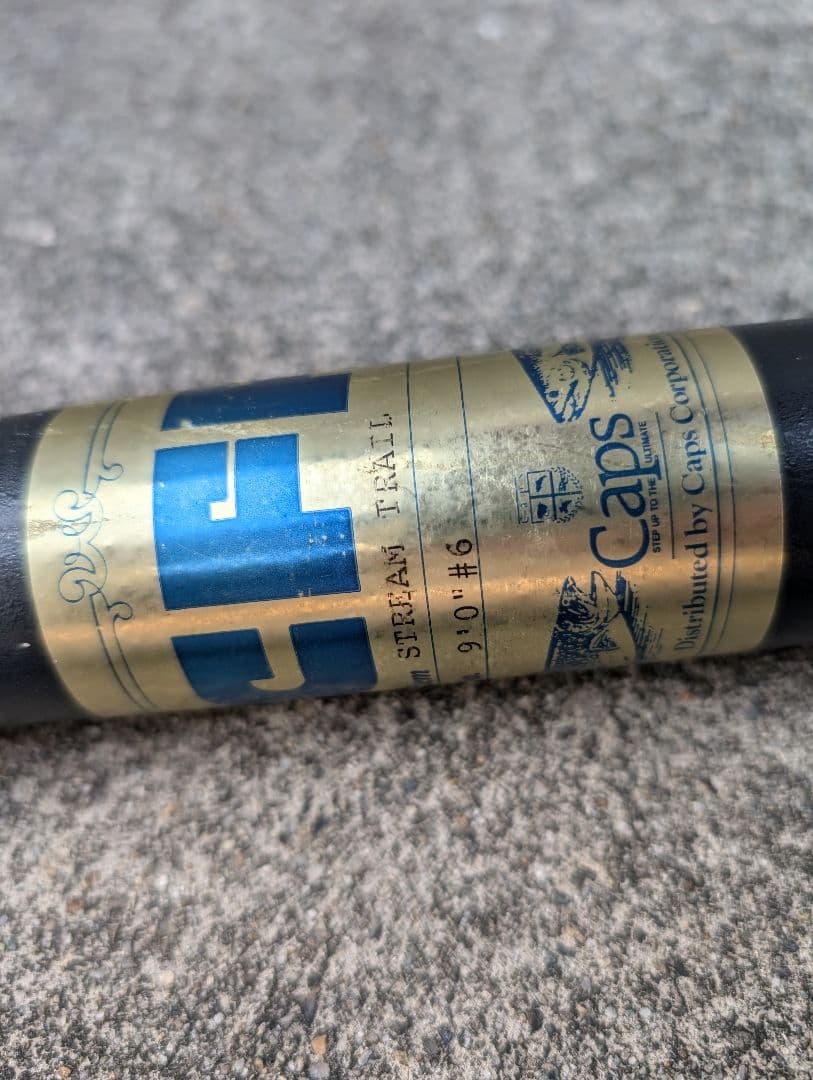 STREAM TRAIL
9'0"#6
Caps
STEP UP TO THE ULTIMATE
Distributed by Caps Corporation